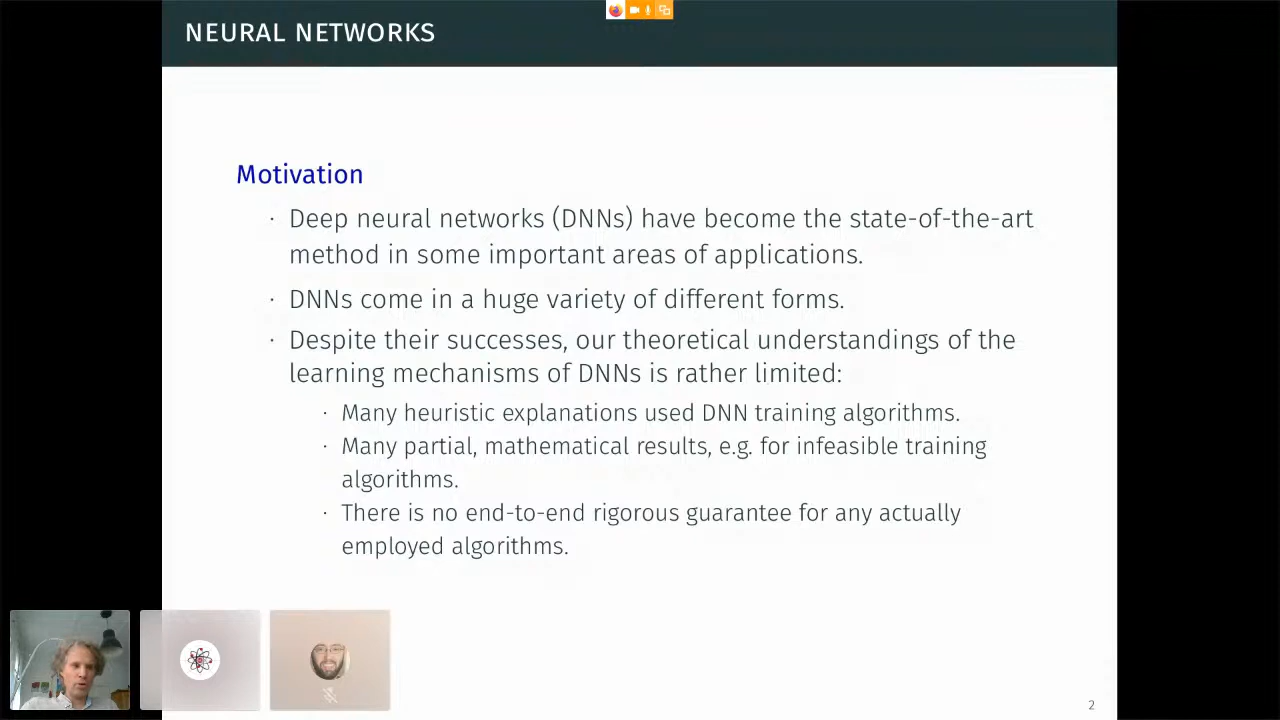 NEURAL NETWORKS
Motivation
· Deep neural networks (DNNs) have become the state-of-the-art
method in some important areas of applications.
· DNNs come in a huge variety of different forms.
· Despite their successes, our theoretical understandings of the
learning mechanisms of DNNs is rather limited:
· Many heuristic explanations used DNN training algorithms.
· Many partial, mathematical results, e.g. for infeasible training
algorithms.
· There is no end-to-end rigorous guarantee for any actually
employed algorithms.
2